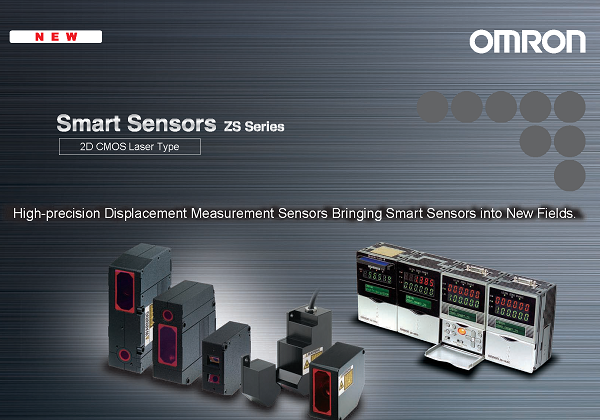 NEW
OMRON
Smart Sensors ZS Series
2D CMOS Laser Type
High-precision Displacement Measurement Sensors Bringing Smart Sensors into New Fields.